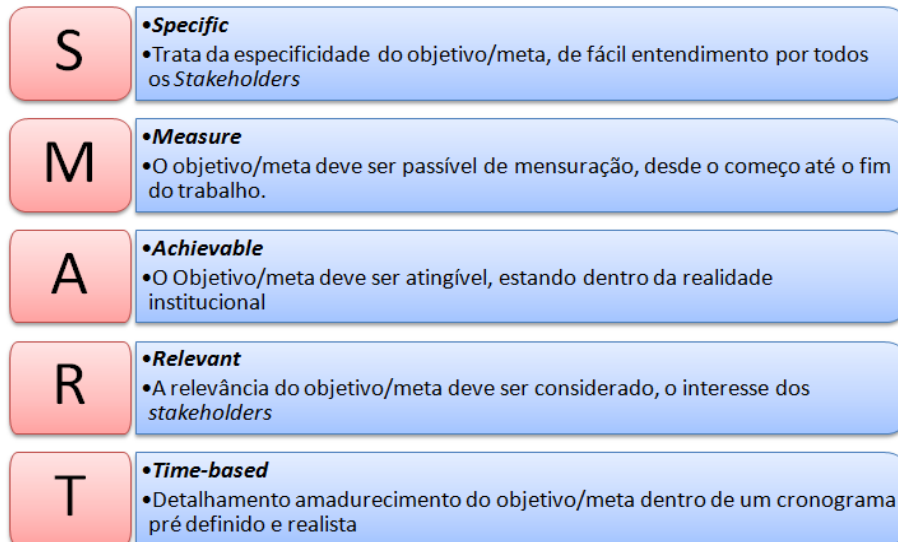 S
•Specific
•Trata da especificidade do objetivo/meta, de fácil entendimento por todos
os Stakeholders
M
•Measure
•O objetivo/meta deve ser passível de mensuração, desde o começo até o fim
do trabalho.
A
•Achievable
•O Objetivo/meta deve ser atingível, estando dentro da realidade
institucional
R
•Relevant
•A relevância do objetivo/meta deve ser considerado, o interesse dos
stakeholders
T
•Time-based
•Detalhamento amadurecimento do objetivo/meta dentro de um cronograma
pré definido e realista